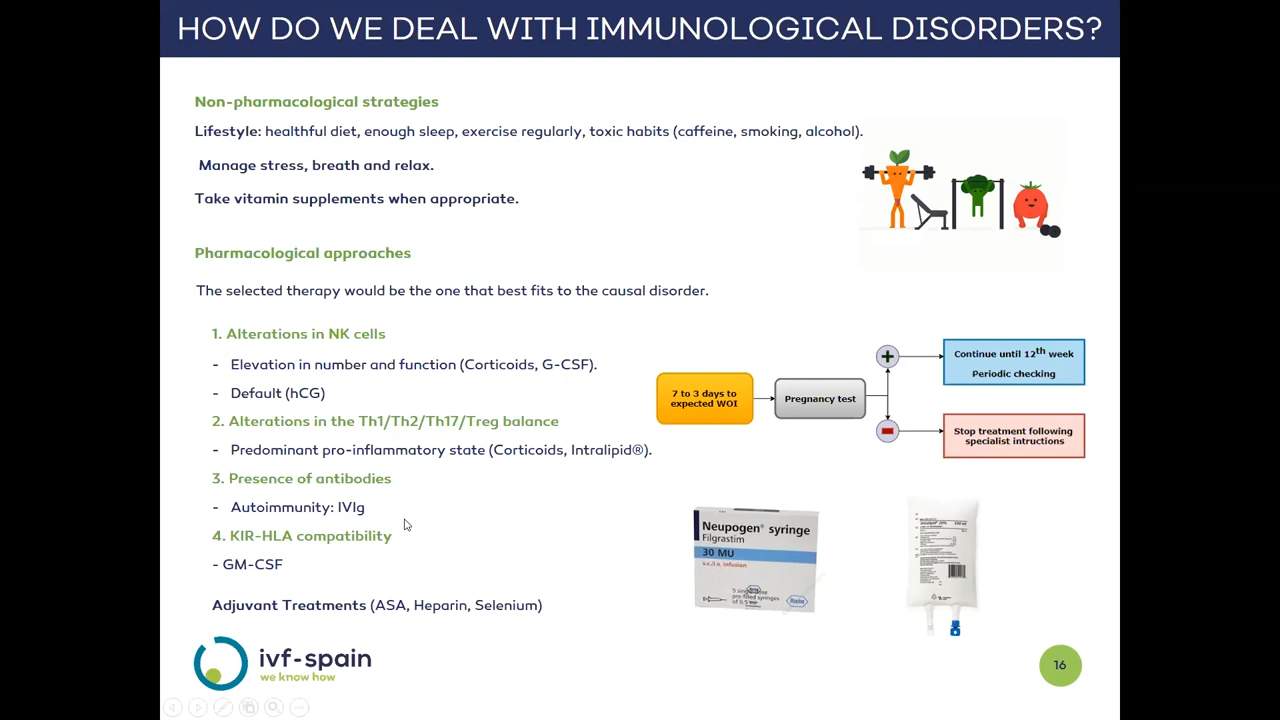 HOW DO WE DEAL WITH IMMUNOLOGICAL DISORDERS?
Non-pharmacological strategies
Lifestyle: healthful diet, enough sleep, exercise regularly, toxic habits (caffeine, smoking, alcohol).
Manage stress, breath and relax.
Take vitamin supplements when appropriate.
Pharmacological approaches
The selected therapy would be the one that best fits to the causal disorder.
1. Alterations in NK cells
- Elevation in number and function (Corticoids, G-CSF).
- Default (hCG)
2. Alterations in the Th1/Th2/Th17/Treg balance
- Predominant pro-inflammatory state (Corticoids, Intralipid®).
3. Presence of antibodies
- Autoimmunity: IVIg
4. KIR-HLA compatibility
- GM-CSF
Adjuvant Treatments (ASA, Heparin, Selenium)
7 to 3 days to
expected WOI
Pregnancy test
Continue until 12th week
Periodic checking
Stop treatment following
specialist intructions
Neupogen® syringe
Filgrastim
30 MU
s.c./i.v. infusion
Roche
ivf-spain
we know how
16